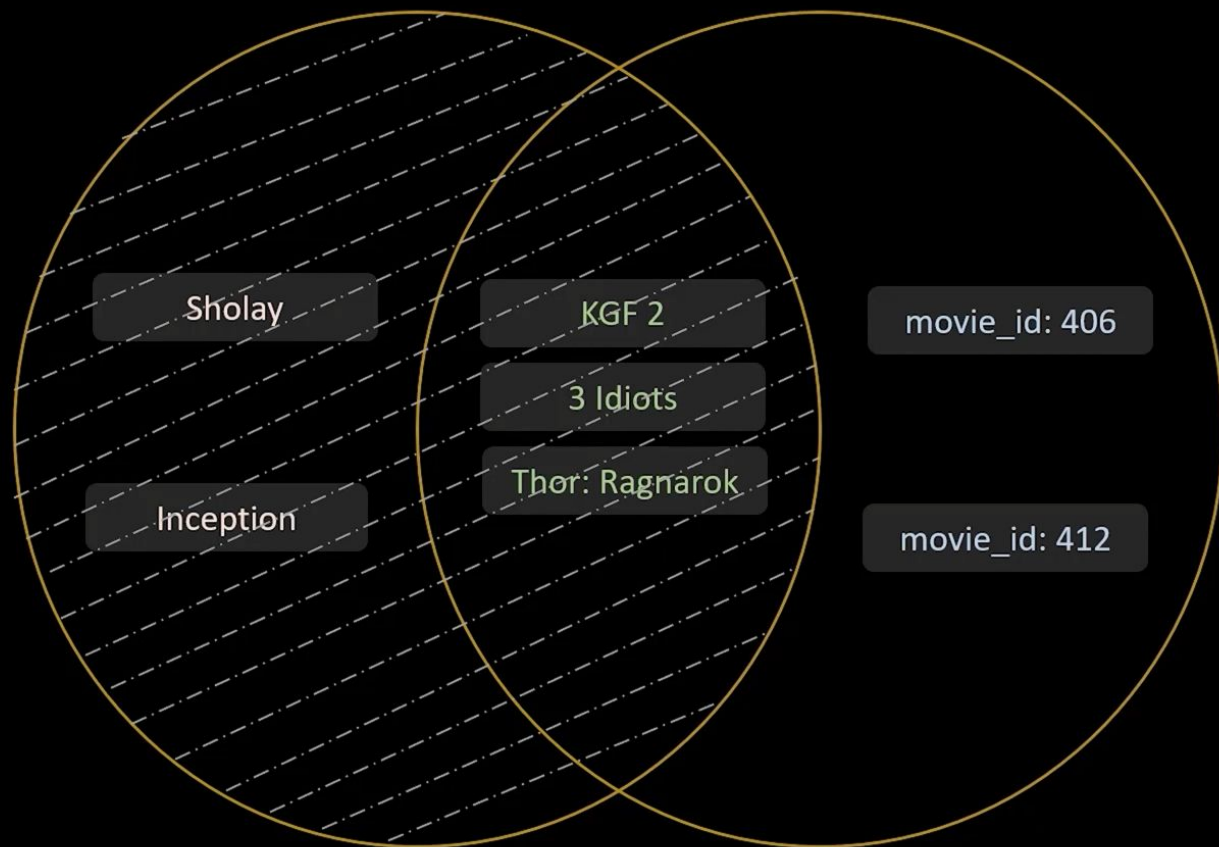 Sholay
Inception
KGF 2
3 Idiots
Thor: Ragnarok
movie_id: 406
movie_id: 412